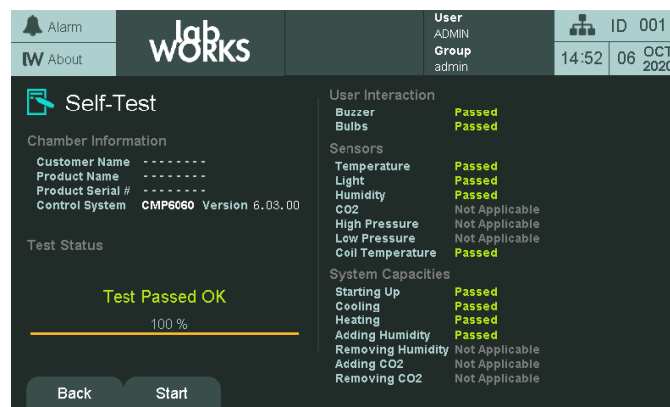 Alarm
IW About
lab
WORKS
User
ADMIN
Group
admin
ID 001
14:52 06 OCT 2020
Self-Test
Chamber Information
Customer Name - - - - - - - -
Product Name - - - - - - - -
Product Serial # - - - - - - - -
Control System CMP6060 Version 6.03.00
Test Status
Test Passed OK
100 %
Back
Start
User Interaction
Buzzer Passed
Bulbs Passed
Sensors
Temperature Passed
Light Passed
Humidity Passed
CO2 Not Applicable
High Pressure Not Applicable
Low Pressure Not Applicable
Coil Temperature Passed
System Capacities
Starting Up Passed
Cooling Passed
Heating Passed
Adding Humidity Passed
Removing Humidity Not Applicable
Adding CO2 Not Applicable
Removing CO2 Not Applicable